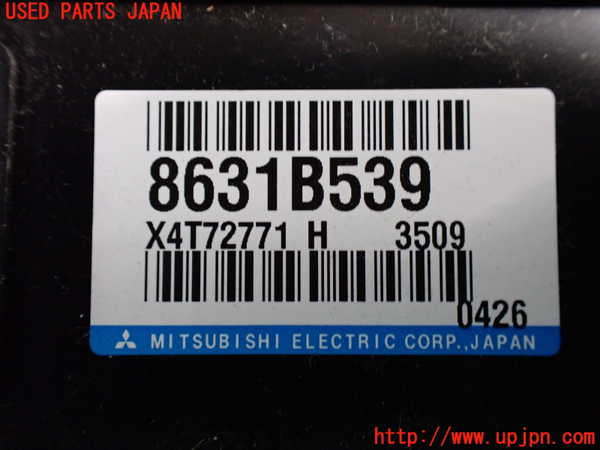 USED PARTS JAPAN
8631B539
X4T72771 H 3509
0426
MITSUBISHI ELECTRIC CORP., JAPAN
http://www.upjpn.com/